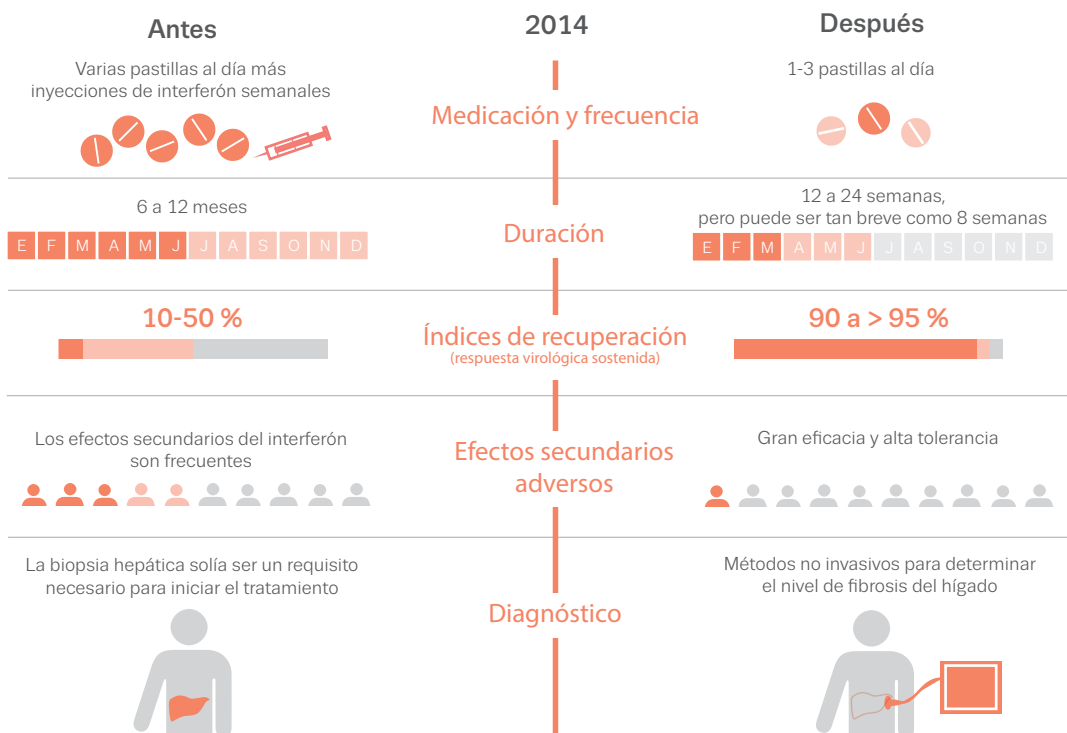 Antes
2014
Después
Varias pastillas al día más
inyecciones de interferón semanales
Medicación y frecuencia
1-3 pastillas al día
6 a 12 meses
E F M A M J J A S O N D
Duración
12 a 24 semanas,
pero puede ser tan breve como 8 semanas
E F M A M J J A S O N D
10-50 %
Índices de recuperación
(respuesta virológica sostenida)
90 a > 95 %
Los efectos secundarios del interferón
son frecuentes
Efectos secundarios
adversos
Gran eficacia y alta tolerancia
La biopsia hepática solía ser un requisito
necesario para iniciar el tratamiento
Diagnóstico
Métodos no invasivos para determinar
el nivel de fibrosis del hígado